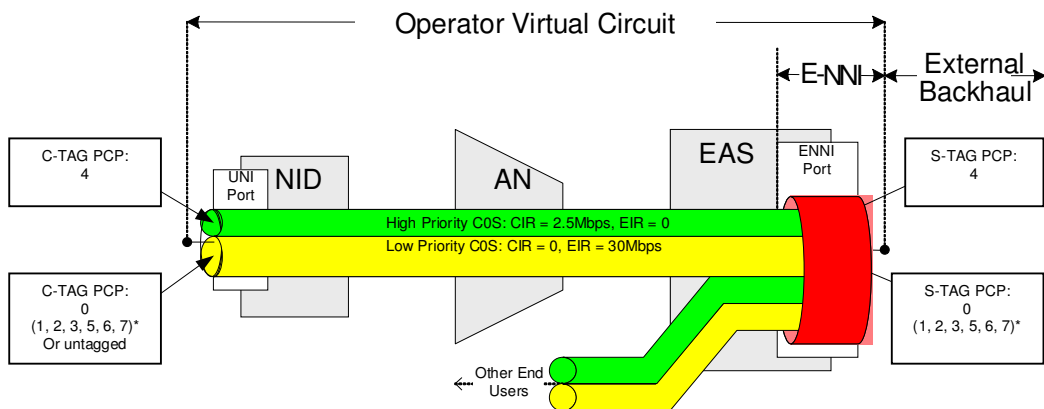 Operator Virtual Circuit
E-NNI
External
Backhaul
C-TAG PCP:
4
UNI
Port
NID
AN
EAS
ENNI
Port
S-TAG PCP:
4
High Priority C0S: CIR = 2.5Mbps, EIR = 0
Low Priority C0S: CIR = 0, EIR = 30Mbps
C-TAG PCP:
0
(1, 2, 3, 5, 6, 7)*
Or untagged
S-TAG PCP:
0
(1, 2, 3, 5, 6, 7)*
Other End
Users